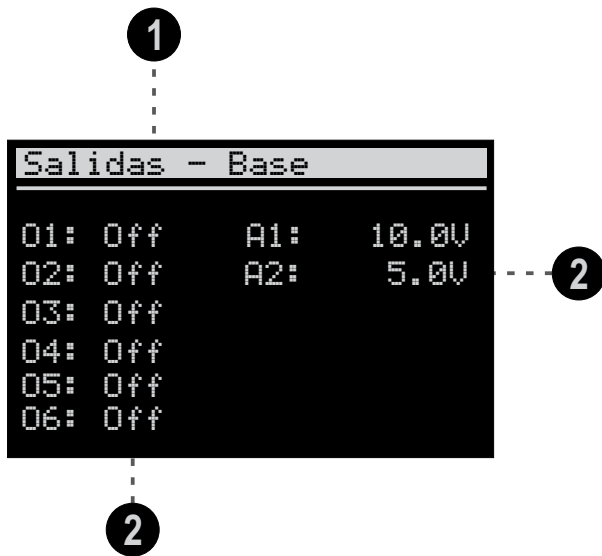 1
Salidas - Base
O1: Off A1: 10.0V
O2: Off A2: 5.0V
2
O3: Off
O4: Off
O5: Off
O6: Off
2